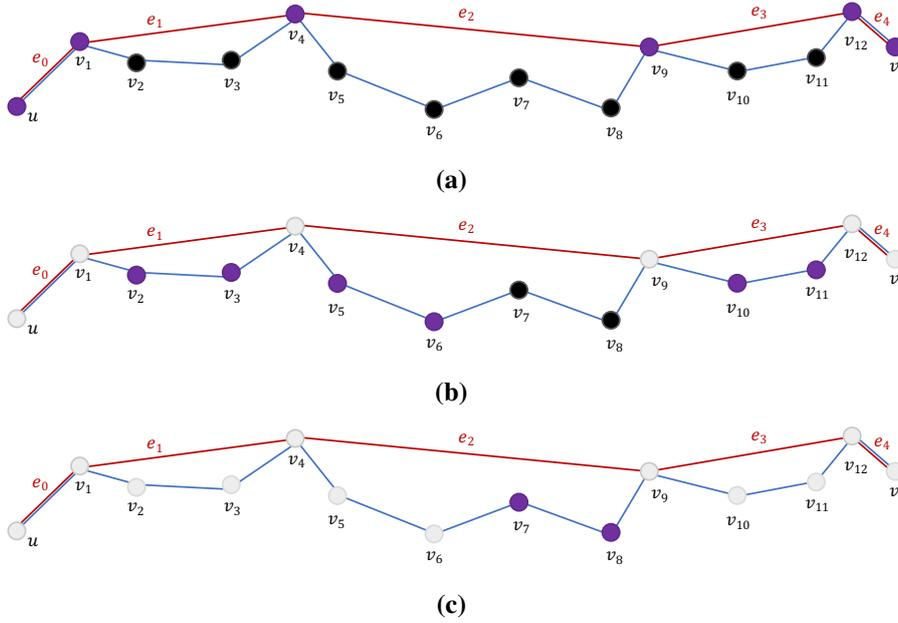 e₀ e₁ e₂ e₃ e₄
u v₁ v₂ v₃ v₄ v₅ v₆ v₇ v₈ v₉ v₁₀ v₁₁ v₁₂ v
(a)
e₀ e₁ e₂ e₃ e₄
u v₁ v₂ v₃ v₄ v₅ v₆ v₇ v₈ v�9 v₁₀ v₁₁ v₁₂ v
(b)
e₀ e₁ e₂ e₃ e₄
u v₁ v₂ v₃ v₄ v₅ v₆ v₇ v₈ v₉ v₁₀ v₁₁ v₁₂ v
(c)